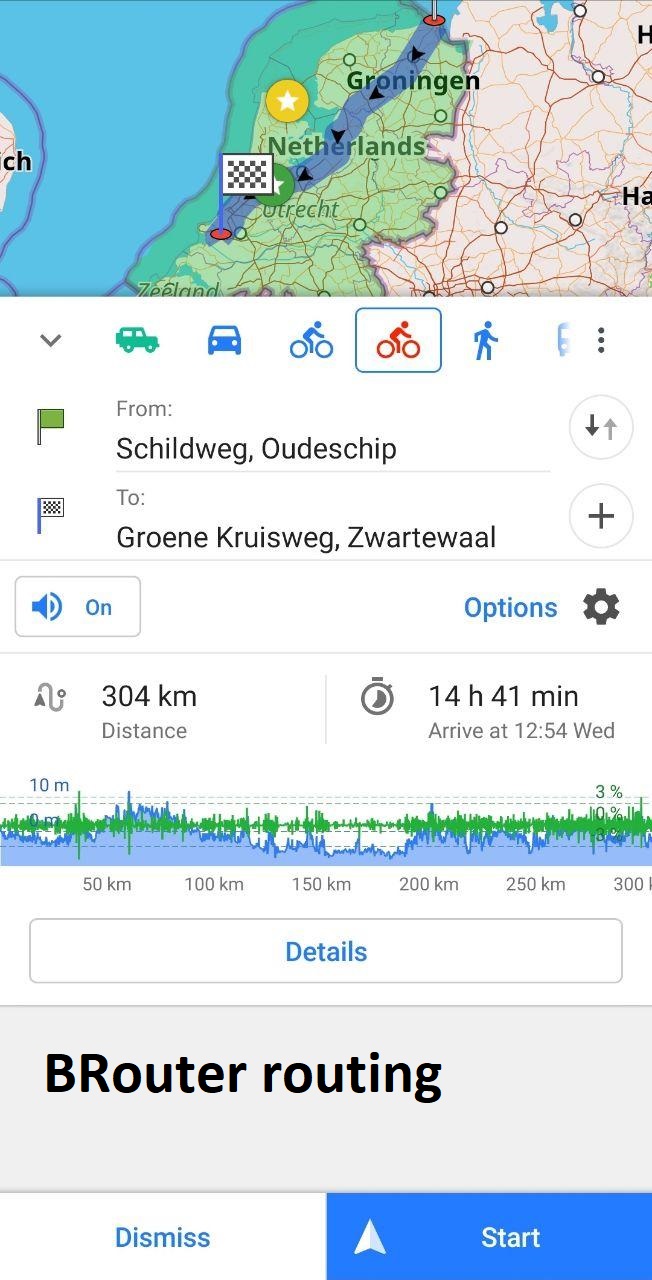 H
Groningen
Netherlands
ich
Ha
Utrecht
Zeeland
From:
Schildweg, Oudeschip
To:
Groene Kruisweg, Zwartewaal
On
Options
304 km
14 h 41 min
Distance
Arrive at 12:54 Wed
10 m
3 %
0 m
0 %
-3 %
50 km
100 km
150 km
200 km
250 km
300 k
Details
BRouter routing
Dismiss
Start